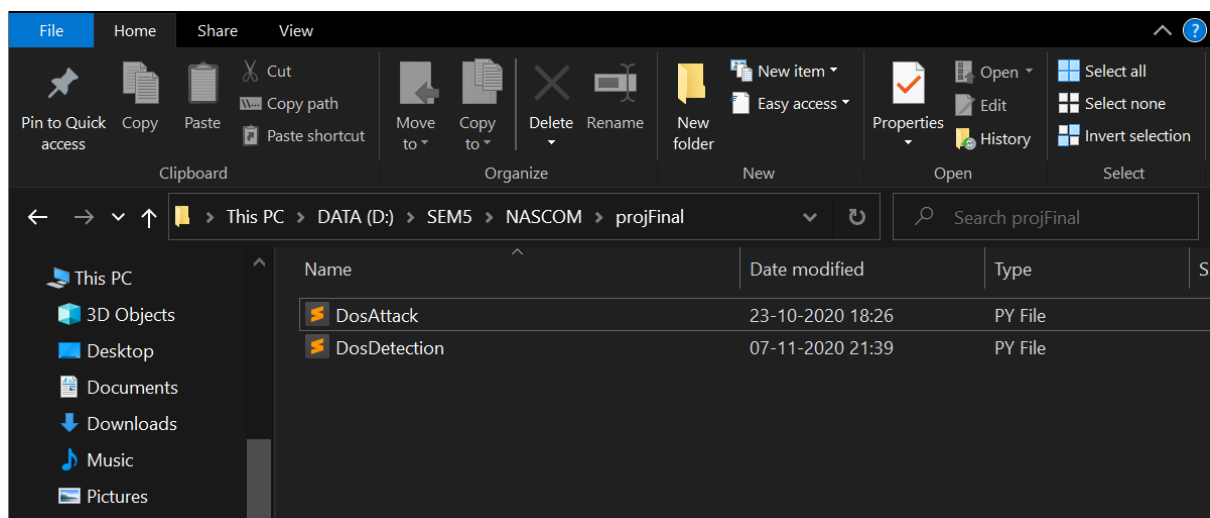 File Home Share View
Pin to Quick access
Copy
Paste
Cut
Copy path
Paste shortcut
Clipboard
Move to
Copy to
Delete
Rename
Organize
New folder
New item
Easy access
New
Properties
Open
Edit
History
Open
Select all
Select none
Invert selection
Select
This PC > DATA (D:) > SEM5 > NASCOM > projFinal
Search projFinal
This PC
3D Objects
Desktop
Documents
Downloads
Music
Pictures
Name Date modified Type S
DosAttack 23-10-2020 18:26 PY File
DosDetection 07-11-2020 21:39 PY File